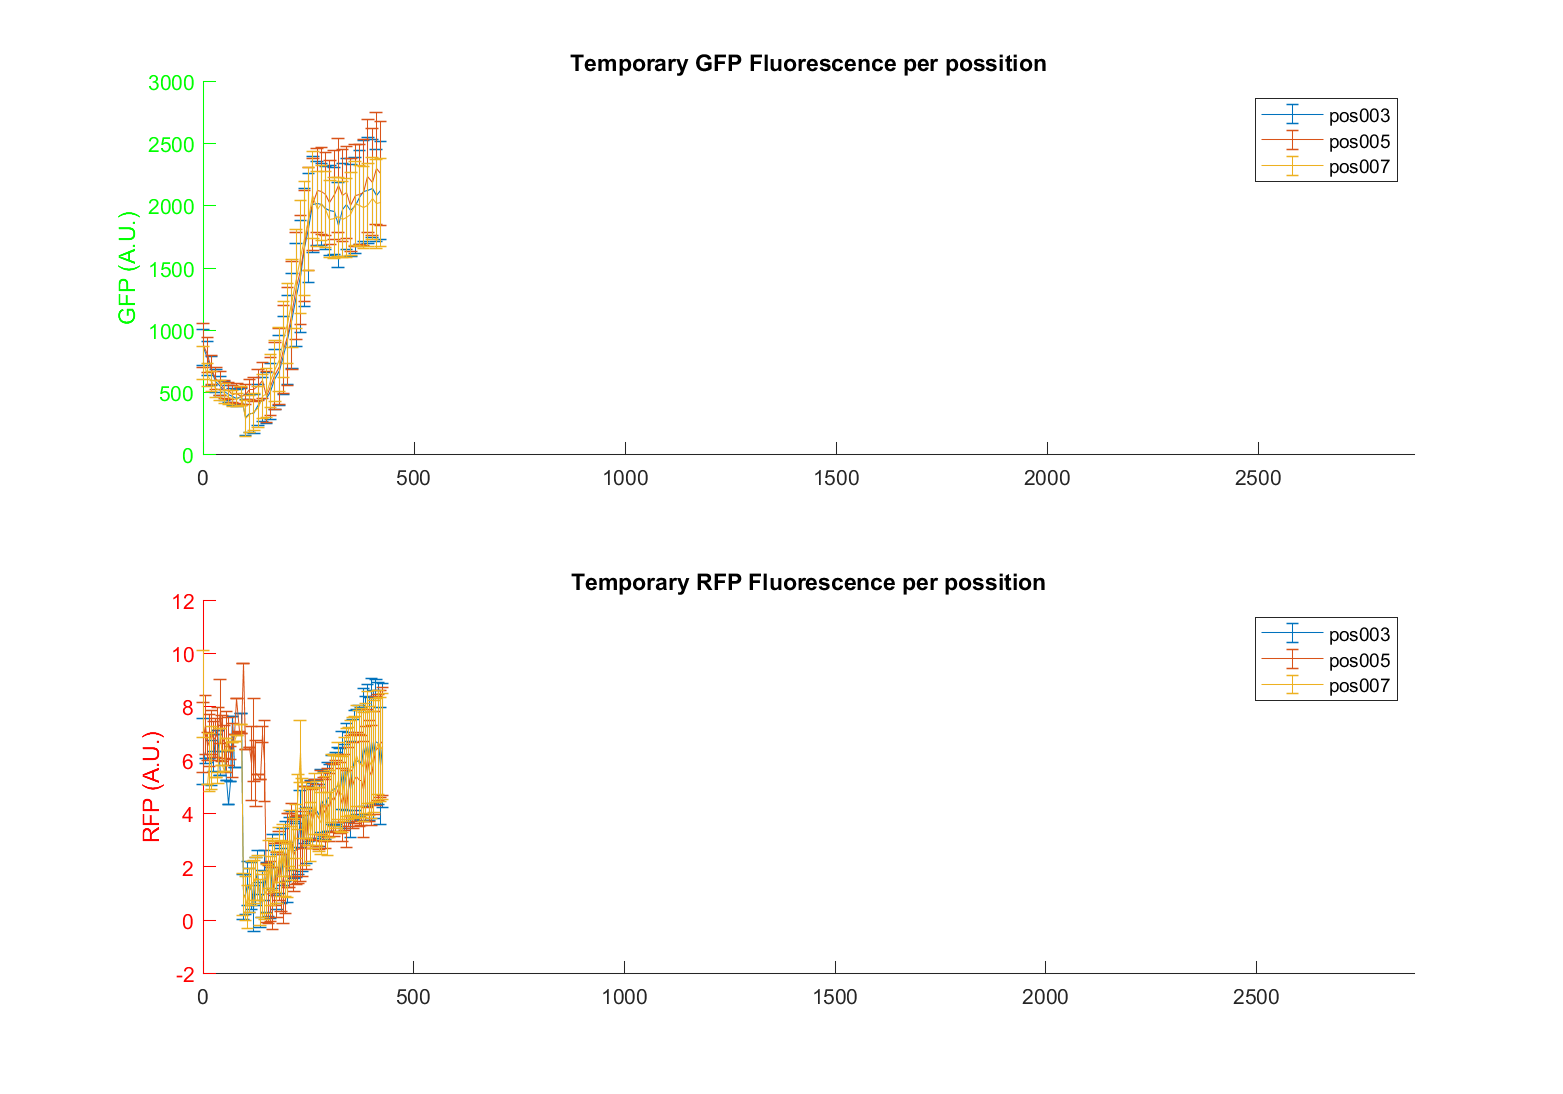 Temporary GFP Fluorescence per possition
GFP (A.U.)
3000
2500
2000
1500
1000
500
0
0 500 1000 1500 2000 2500
pos003
pos005
pos007
Temporary RFP Fluorescence per possition
RFP (A.U.)
12
10
8
6
4
2
0
-2
0 500 1000 1500 2000 2500
pos003
pos005
pos007